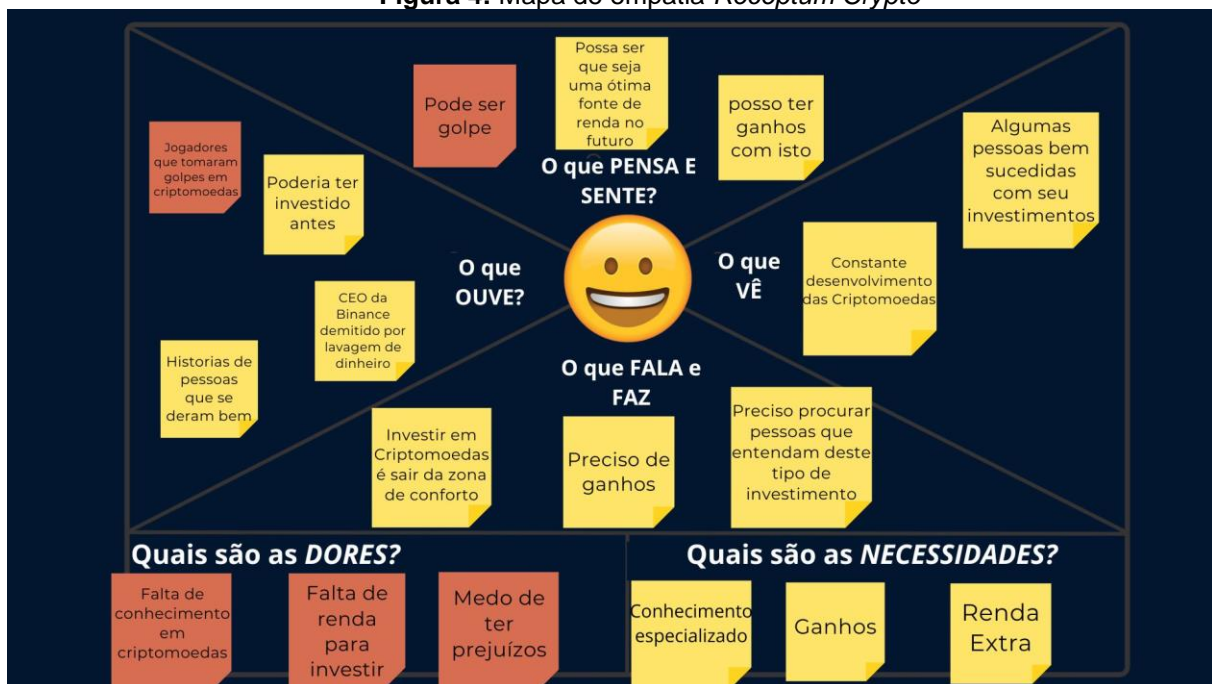 Figura 4: Mapa de empatia Receptum Crypto
Pode ser
golpe
Possa ser
que seja
uma ótima
fonte de
renda no
futuro
posso ter
ganhos
com isto
O que PENSA E
SENTE?
Jogadores
que tomaram
golpes em
criptomoedas
Poderia ter
investido
antes
O que
OUVE?
CEO da
Binance
demitido por
lavagem de
dinheiro
Historias de
pessoas
que se
deram bem
O que
VÊ
Algumas
pessoas bem
sucedidas
com seu
investimentos
Constante
desenvolvimento
das Criptomoedas
O que FALA e
FAZ
Investir em
Criptomoedas
é sair da zona
de conforto
Preciso de
ganhos
Preciso procurar
pessoas que
entendam deste
tipo de
investimento
Quais são as DORES?
Falta de
conhecimento
em
criptomoedas
Falta de
renda
para
investir
Medo de
ter
prejuízos
Quais são as NECESSIDADES?
Conhecimento
especializado
Ganhos
Renda
Extra